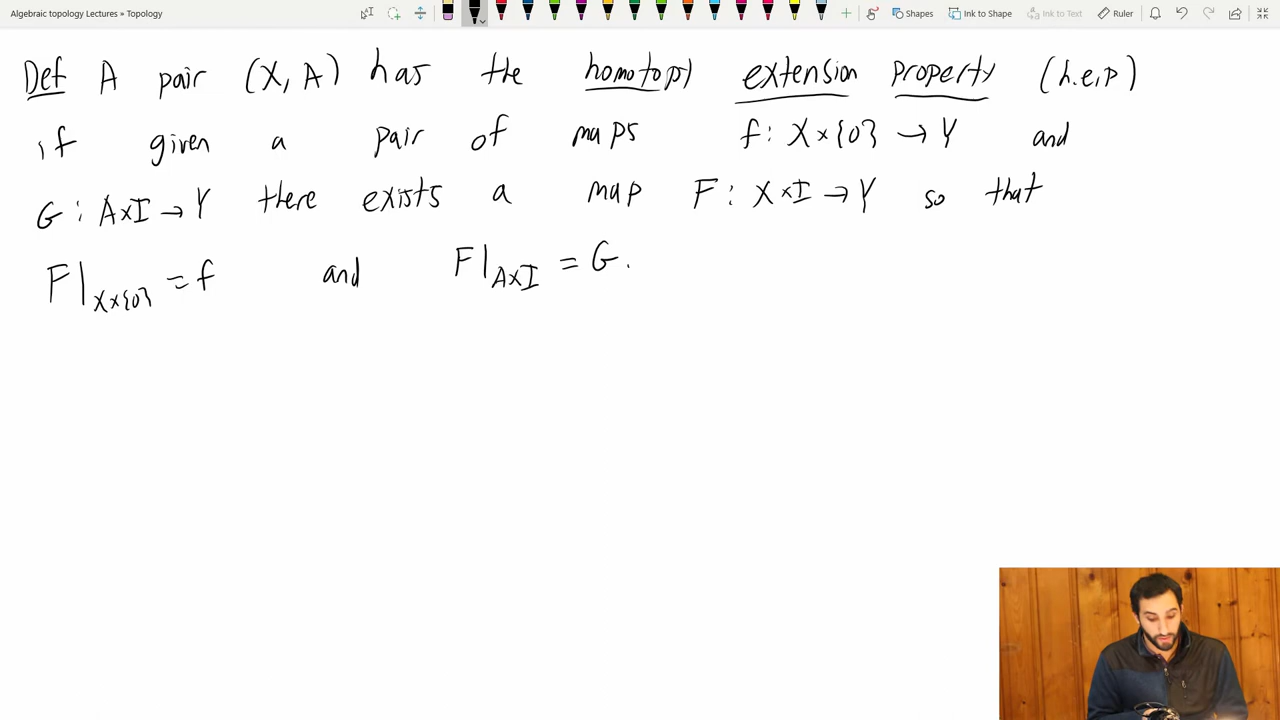 Algebraic topology Lectures » Topology
Shapes Ink to Shape Ink to Text Ruler
Def A pair (X, A) has the homotopy extension property (h.e.p)
if given a pair of maps f: X×{0} → Y and
G: A×I → Y there exists a map F: X×I → Y so that
F|_{X×{0}} = f and F|_{A×I} = G.